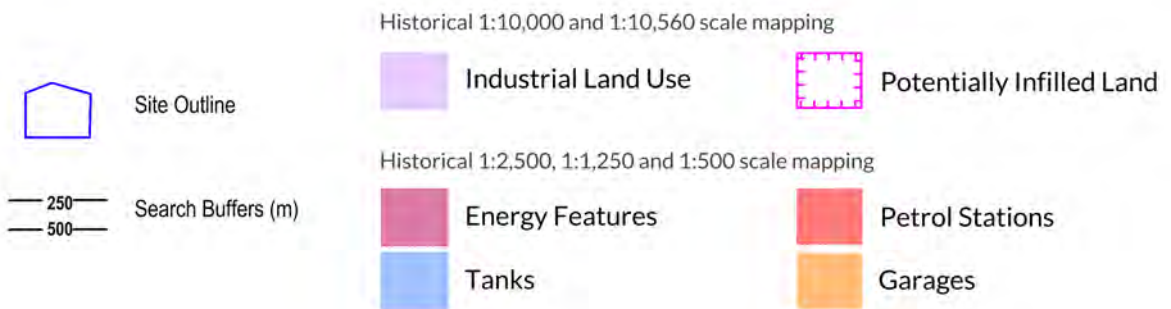 Historical 1:10,000 and 1:10,560 scale mapping
Industrial Land Use
Potentially Infilled Land
Site Outline
Historical 1:2,500, 1:1,250 and 1:500 scale mapping
250
500
Search Buffers (m)
Energy Features
Petrol Stations
Tanks
Garages